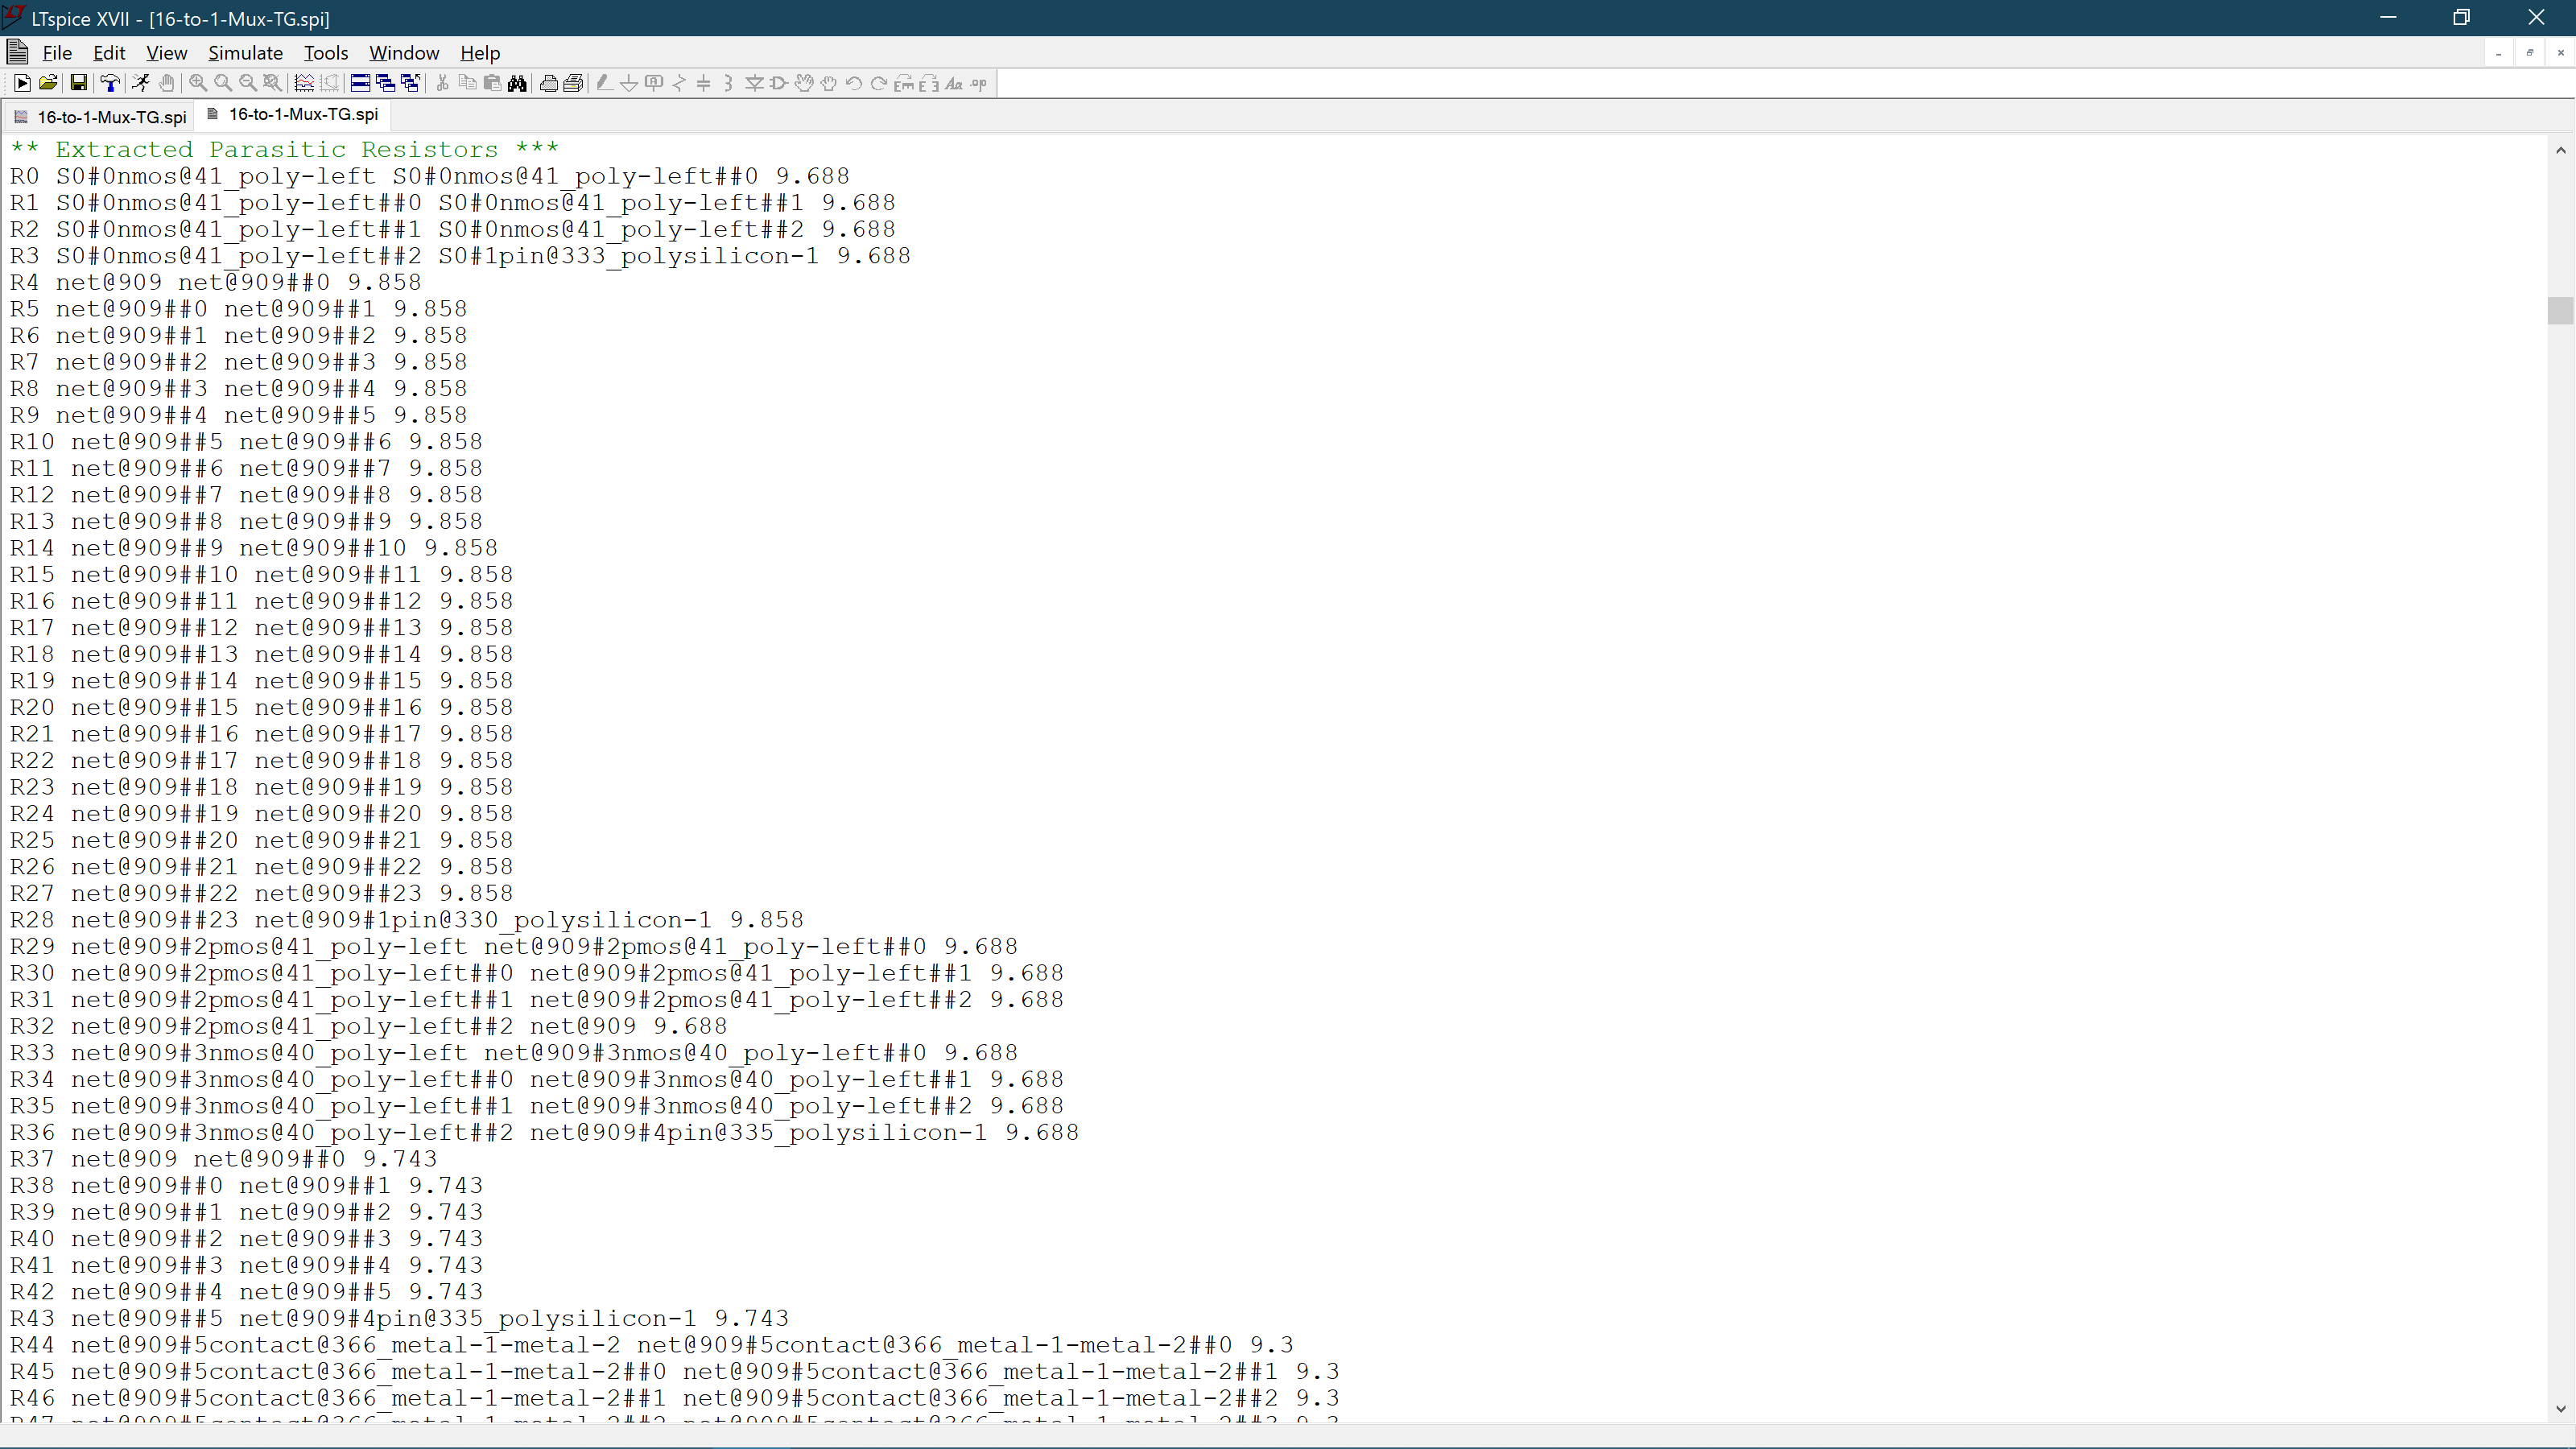 LTspice XVII - [16-to-1-Mux-TG.spi]
File Edit View Simulate Tools Window Help
16-to-1-Mux-TG.spi 16-to-1-Mux-TG.spi
** Extracted Parasitic Resistors ***
R0 S0#0nmos@41_poly-left S0#0nmos@41_poly-left##0 9.688
R1 S0#0nmos@41_poly-left##0 S0#0nmos@41_poly-left##1 9.688
R2 S0#0nmos@41_poly-left##1 S0#0nmos@41_poly-left##2 9.688
R3 S0#0nmos@41_poly-left##2 S0#1pin@333_polysilicon-1 9.688
R4 net@909 net@909##0 9.858
R5 net@909##0 net@909##1 9.858
R6 net@909##1 net@909##2 9.858
R7 net@909##2 net@909##3 9.858
R8 net@909##3 net@909##4 9.858
R9 net@909##4 net@909##5 9.858
R10 net@909##5 net@909##6 9.858
R11 net@909##6 net@909##7 9.858
R12 net@909##7 net@909##8 9.858
R13 net@909##8 net@909##9 9.858
R14 net@909##9 net@909##10 9.858
R15 net@909##10 net@909##11 9.858
R16 net@909##11 net@909##12 9.858
R17 net@909##12 net@909##13 9.858
R18 net@909##13 net@909##14 9.858
R19 net@909##14 net@909##15 9.858
R20 net@909##15 net@909##16 9.858
R21 net@909##16 net@909##17 9.858
R22 net@909##17 net@909##18 9.858
R23 net@909##18 net@909##19 9.858
R24 net@909##19 net@909##20 9.858
R25 net@909##20 net@909##21 9.858
R26 net@909##21 net@909##22 9.858
R27 net@909##22 net@909##23 9.858
R28 net@909##23 net@909#1pin@330_polysilicon-1 9.858
R29 net@909#2pmos@41_poly-left net@909#2pmos@41_poly-left##0 9.688
R30 net@909#2pmos@41_poly-left##0 net@909#2pmos@41_poly-left##1 9.688
R31 net@909#2pmos@41_poly-left##1 net@909#2pmos@41_poly-left##2 9.688
R32 net@909#2pmos@41_poly-left##2 net@909 9.688
R33 net@909#3nmos@40_poly-left net@909#3nmos@40_poly-left##0 9.688
R34 net@909#3nmos@40_poly-left##0 net@909#3nmos@40_poly-left##1 9.688
R35 net@909#3nmos@40_poly-left##1 net@909#3nmos@40_poly-left##2 9.688
R36 net@909#3nmos@40_poly-left##2 net@909#4pin@335_polysilicon-1 9.688
R37 net@909 net@909##0 9.743
R38 net@909##0 net@909##1 9.743
R39 net@909##1 net@909##2 9.743
R40 net@909##2 net@909##3 9.743
R41 net@909##3 net@909##4 9.743
R42 net@909##4 net@909##5 9.743
R43 net@909##5 net@909#4pin@335_polysilicon-1 9.743
R44 net@909#5contact@366_metal-1-metal-2 net@909#5contact@366_metal-1-metal-2##0 9.3
R45 net@909#5contact@366_metal-1-metal-2##0 net@909#5contact@366_metal-1-metal-2##1 9.3
R46 net@909#5contact@366_metal-1-metal-2##1 net@909#5contact@366_metal-1-metal-2##2 9.3